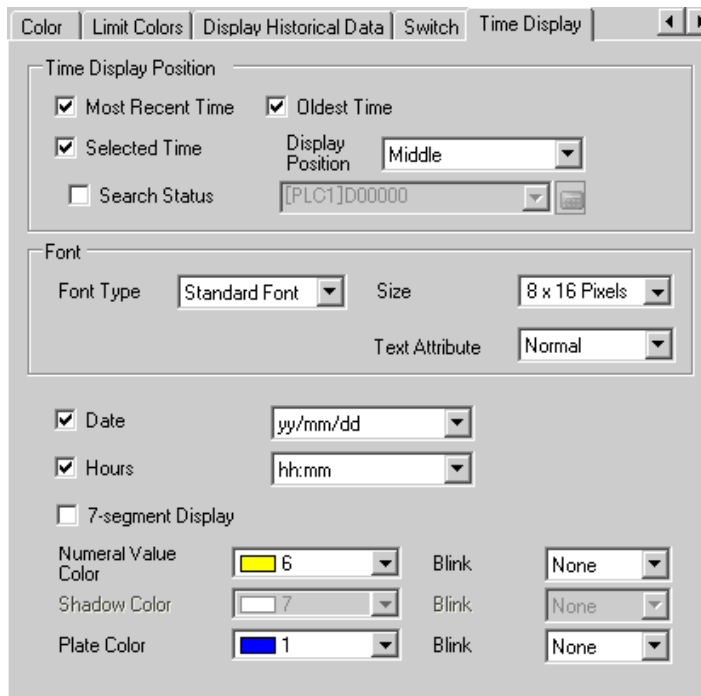 Color Limit Colors Display Historical Data Switch Time Display
Time Display Position
Most Recent Time Oldest Time
Selected Time Display Position Middle
Search Status [PLC1]D00000
Font
Font Type Standard Font Size 8 x 16 Pixels
Text Attribute Normal
Date yy/mm/dd
Hours hh:mm
7-segment Display
Numeral Value Color 6 Blink None
Shadow Color 7 Blink None
Plate Color 1 Blink None